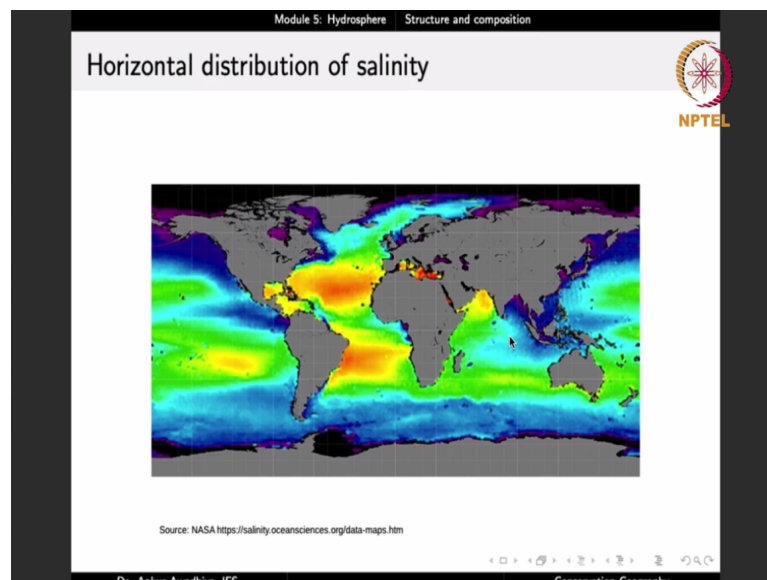 Module 5: Hydrosphere Structure and composition
Horizontal distribution of salinity
NPTEL
Source: NASA https://salinity.oceansciences.org/data-maps.htm